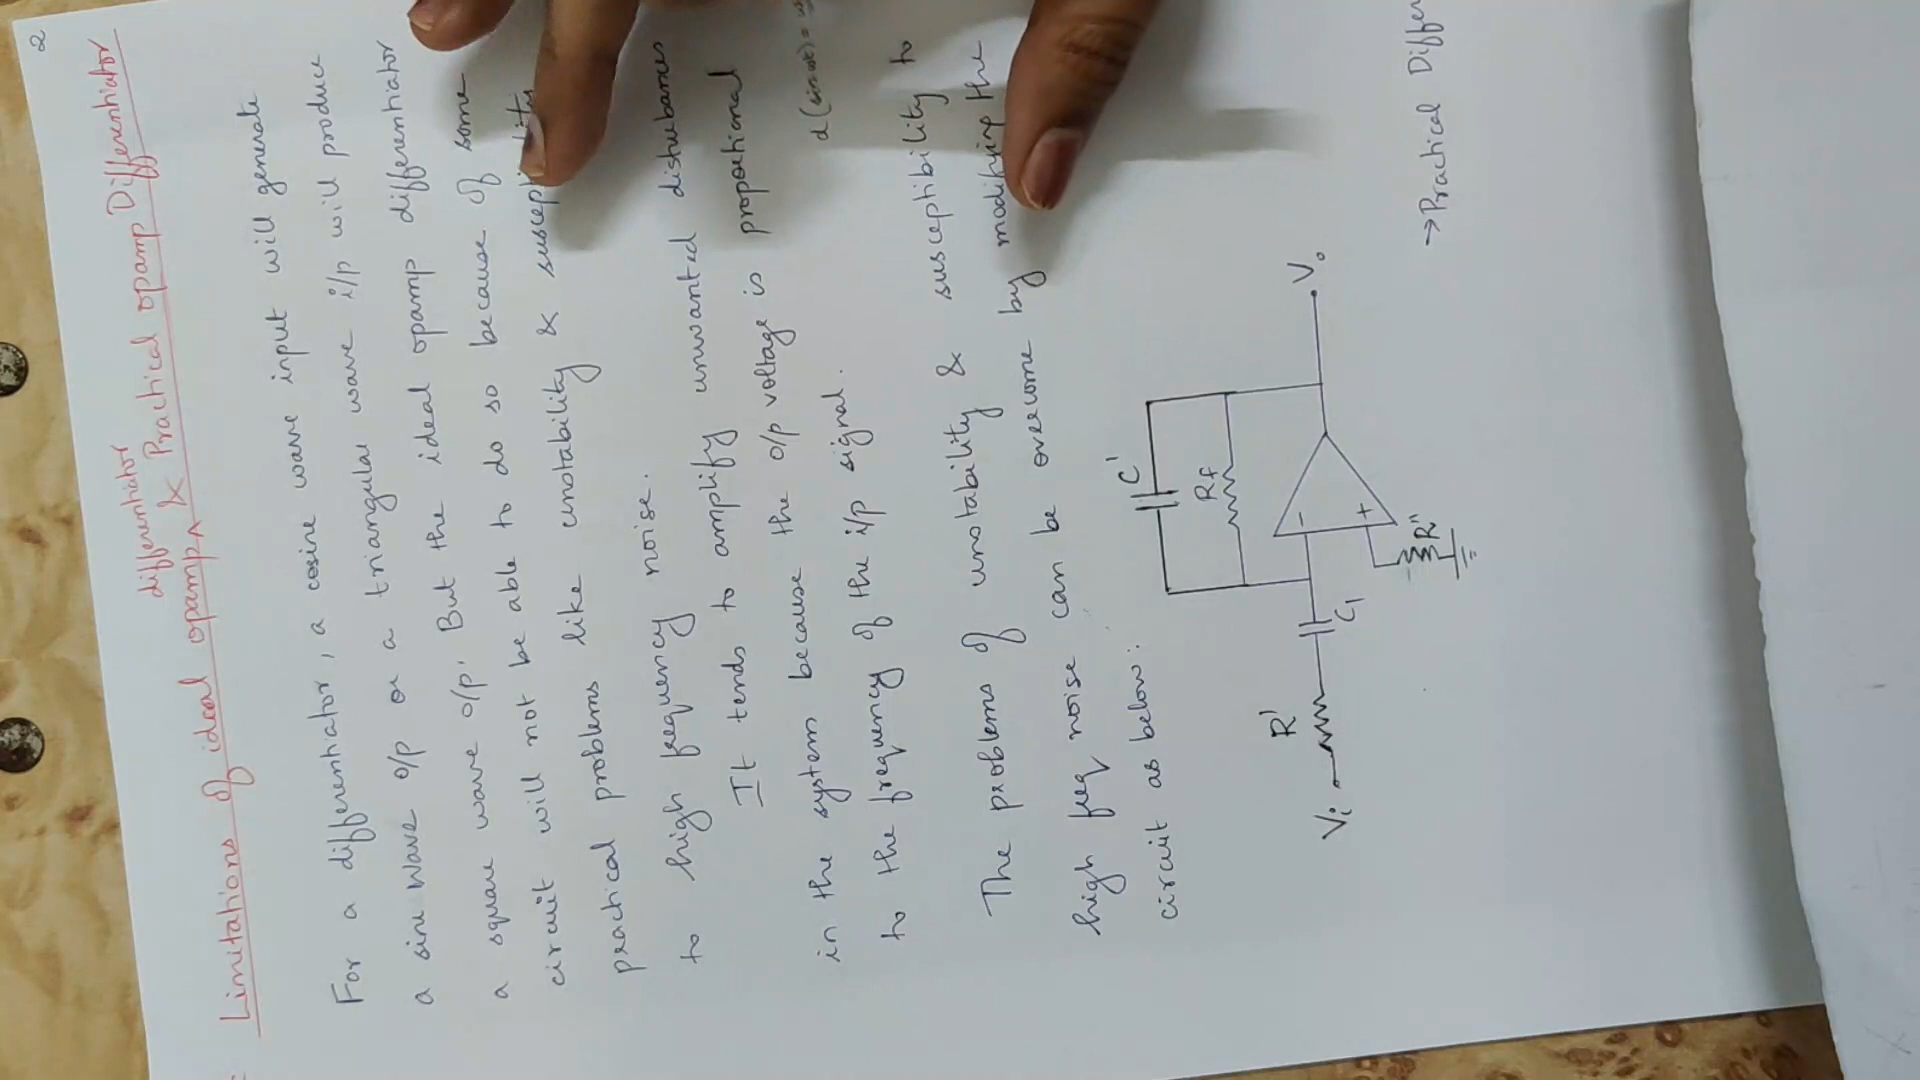 2
Limitations of ideal opamp differentiator & Practical opamp Differentiator
For a differentiator, a cosine wave input will generate
a sine wave o/p or a triangular wave i/p will produce
a square wave o/p. But the ideal opamp differentiator
circuit will not be able to do so because of some
practical problems like unstability & susceptibility
to high frequency noise.
It tends to amplify unwanted disturbances
in the system because the o/p voltage is proportional
to the frequency of the i/p signal.
d(sinωt) =
The problems of unstability & susceptibility to
high freq noise can be overcome by modifying the
circuit as below:
C'
Rf
R'
Vi
C1
-
+
R"
Vo
→ Practical Differ